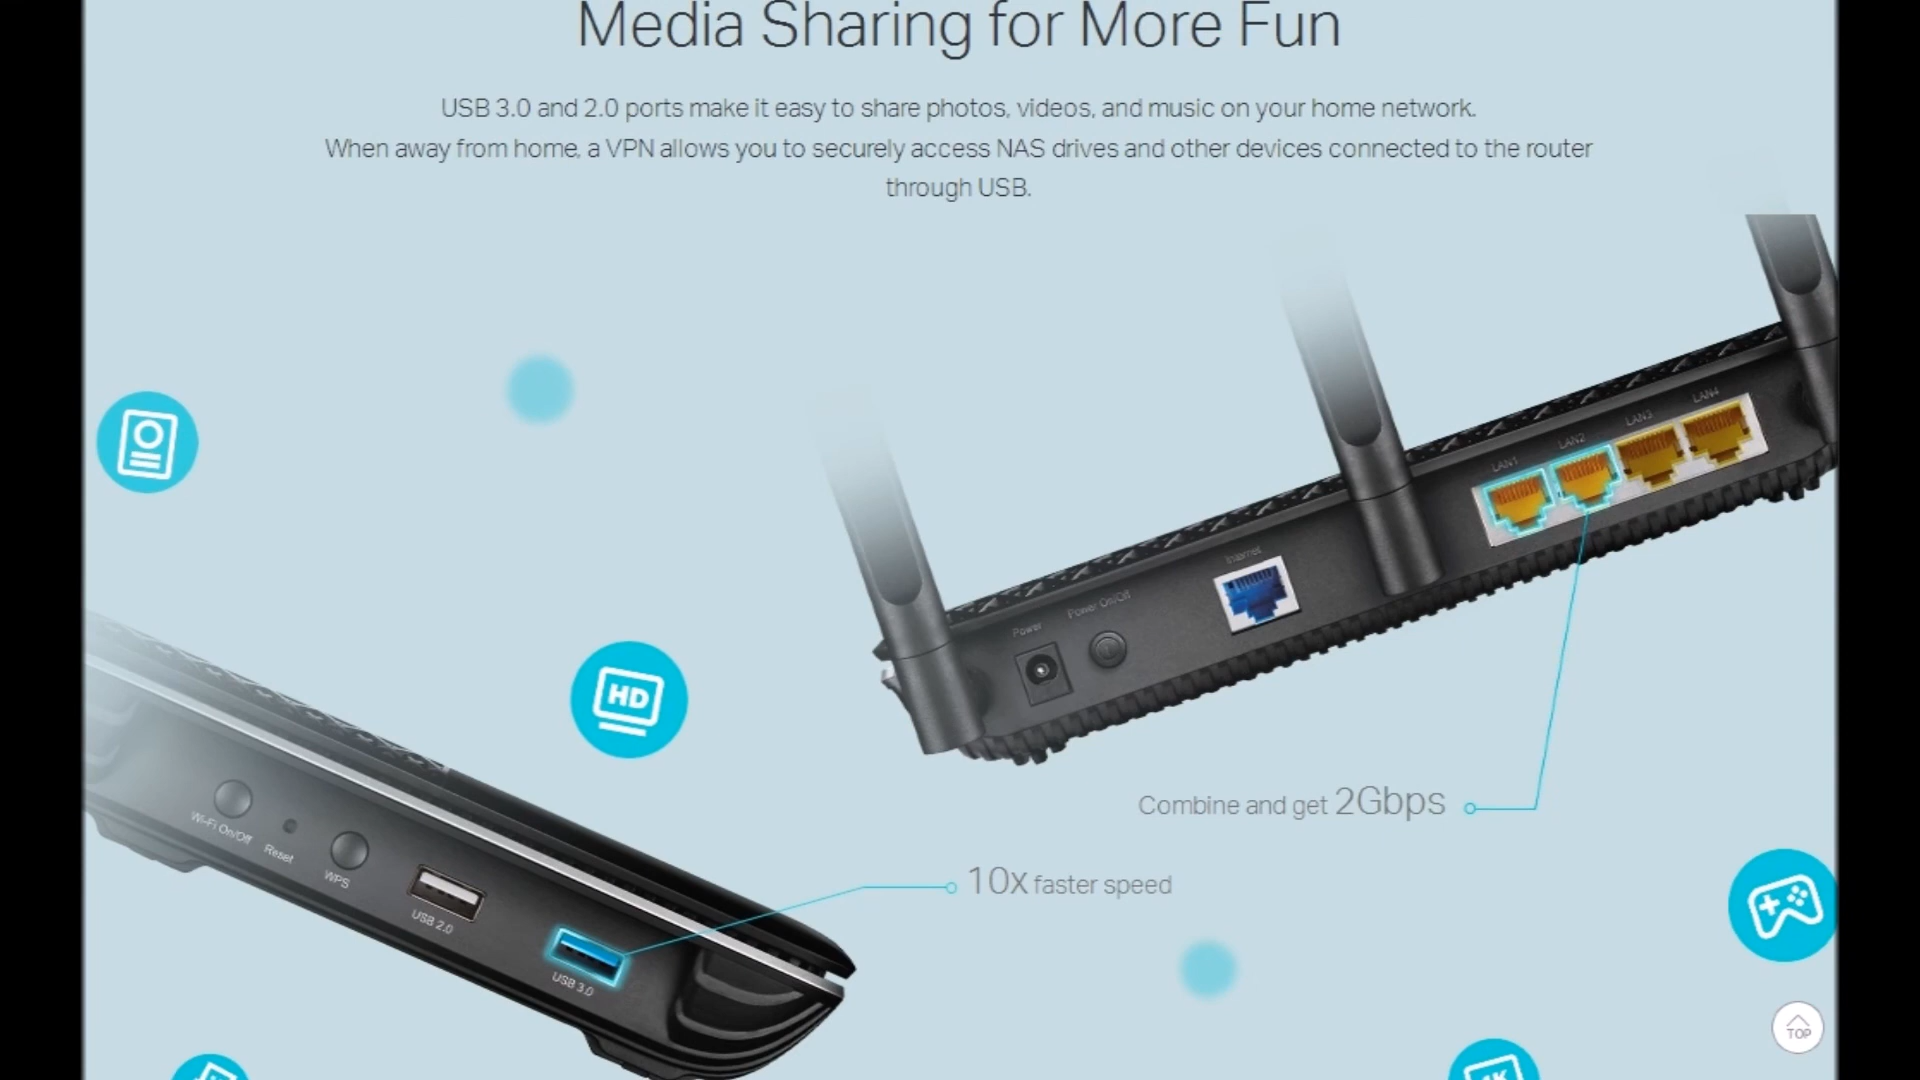 Media Sharing for More Fun
USB 3.0 and 2.0 ports make it easy to share photos, videos, and music on your home network.
When away from home, a VPN allows you to securely access NAS drives and other devices connected to the router
through USB.
LAN1
LAN2
LAN3
LAN4
Internet
Power On/Off
Power
HD
Combine and get 2Gbps
10X faster speed
Wi-Fi On/Off
Reset
WPS
USB 2.0
USB 3.0
TOP
4K